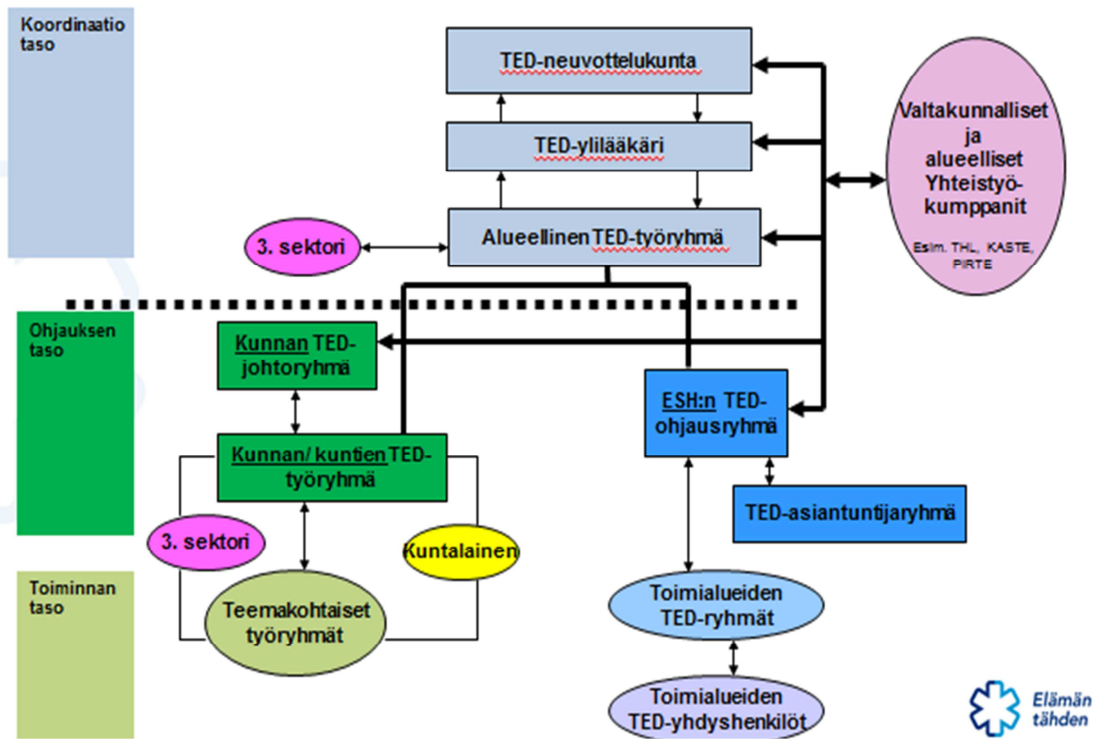 Koordinaatio
taso
TED-neuvottelukunta
TED-ylilääkäri
Alueellinen TED-työryhmä
3. sektori
Valtakunnalliset
ja
alueelliset
Yhteistyö-
kumppanit
Esim. THL, KASTE,
PIRTE
Ohjauksen
taso
Kunnan TED-
johtoryhmä
Kunnan/ kuntien TED-
työryhmä
3. sektori
Kuntalainen
ESH:n TED-
ohjausryhmä
TED-asiantuntijaryhmä
Toiminnan
taso
Teemakohtaiset
työryhmät
Toimialueiden
TED-ryhmät
Toimialueiden
TED-yhdyshenkilöt
Elämän
tähden